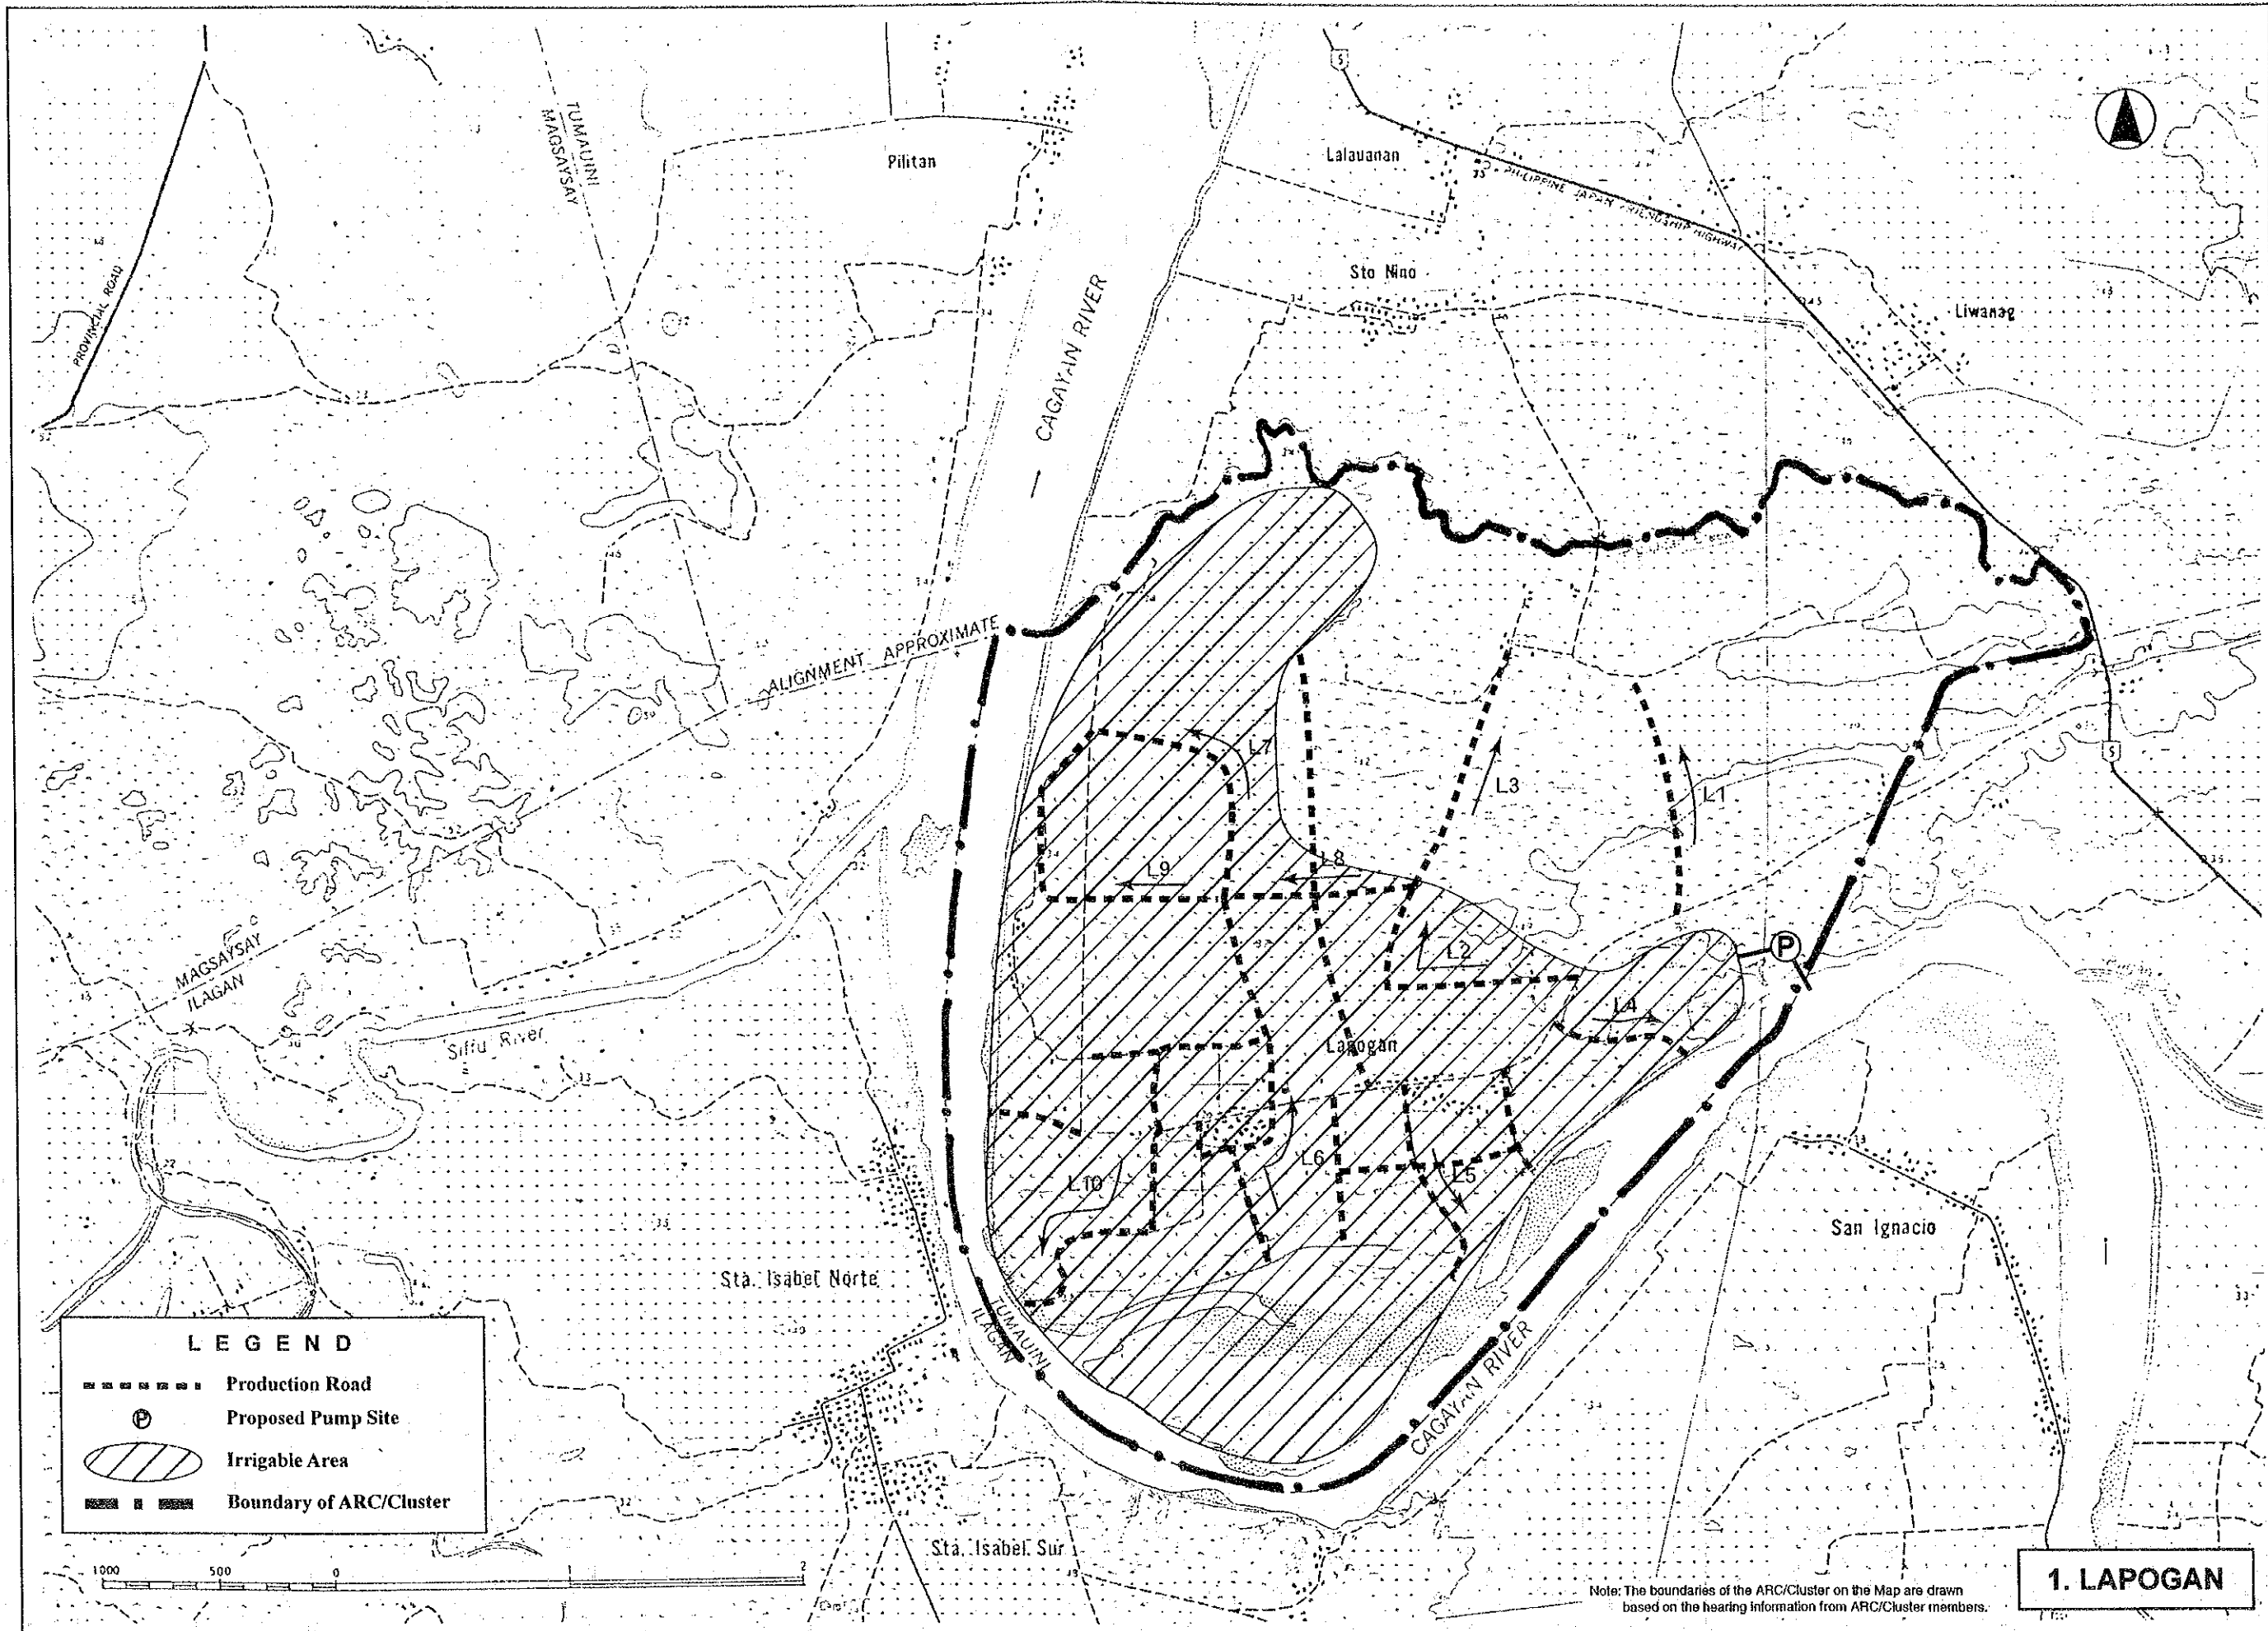 5
TUMAUINI
MAGSAYSAY
Pilitan
Lalauanan
PHILIPPINE JAPAN FRIENDSHIP HIGHWAY
Sto Nino
Liwanag
PROVINCIAL ROAD
CAGAYAN RIVER
ALIGNMENT APPROXIMATE
L7
L3
L1
5
L8
L9
L2
P
MAGSAYSAY
ILAGAN
L4
Siffu River
Lapogan
L6
L5
L10
San Ignacio
Sta. Isabel Norte
TUMAUINI
ILAGAN
CAGAYAN RIVER
LEGEND
Production Road
P Proposed Pump Site
Irrigable Area
Boundary of ARC/Cluster
Sta. Isabel Sur
1000 500 0 1 2
Note: The boundaries of the ARC/Cluster on the Map are drawn
based on the hearing information from ARC/Cluster members.
1. LAPOGAN